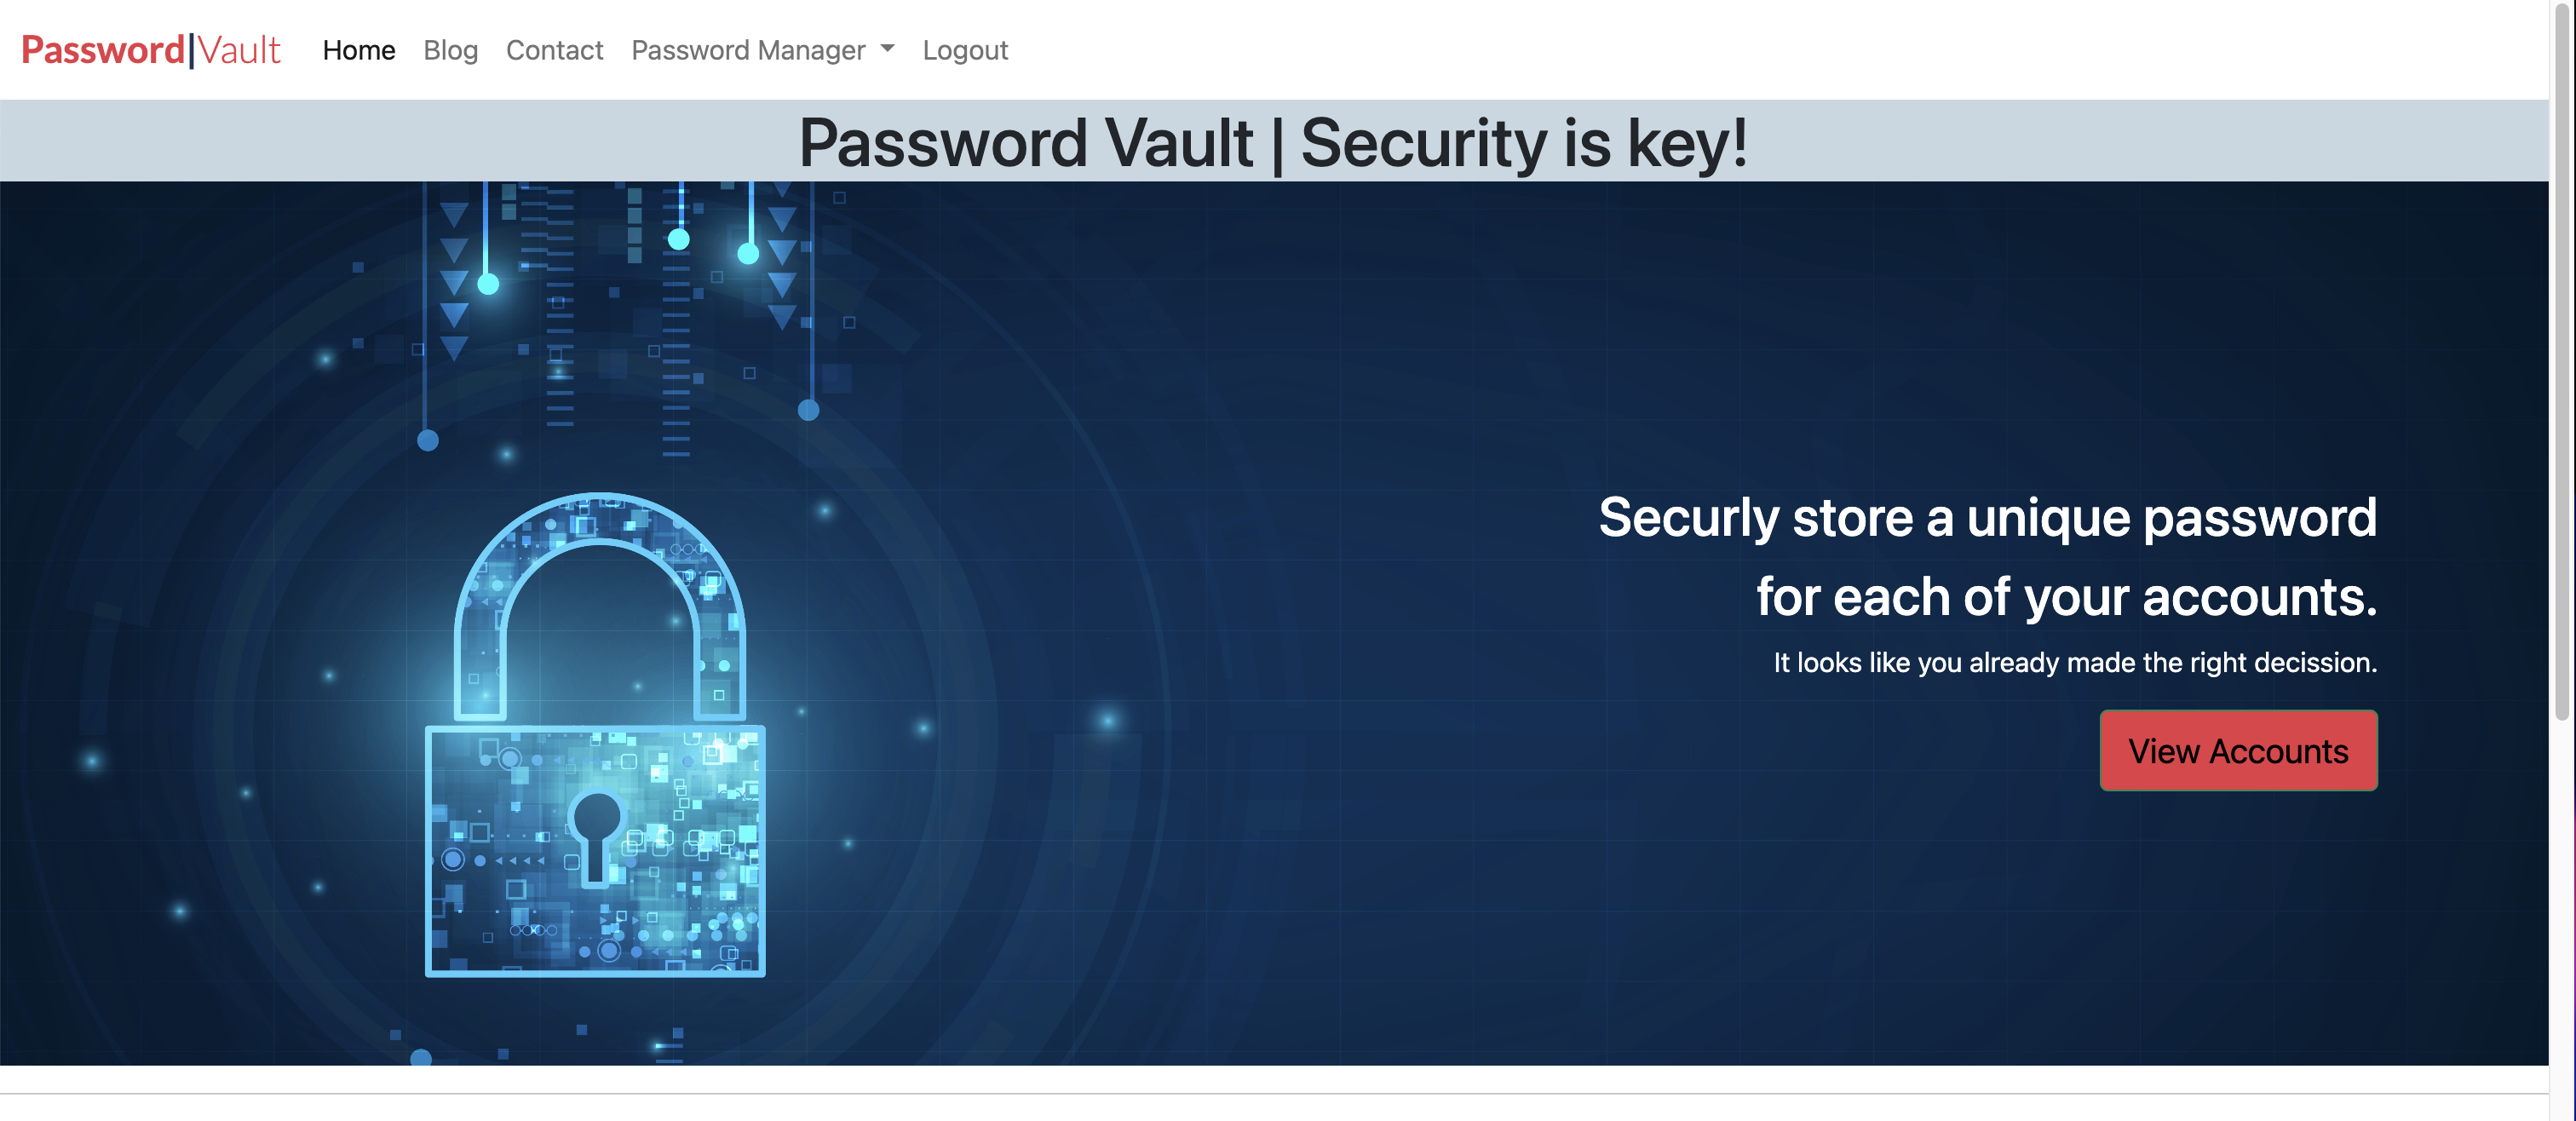 Password|Vault Home Blog Contact Password Manager Logout
Password Vault | Security is key!
Securly store a unique password
for each of your accounts.
It looks like you already made the right decission.
View Accounts